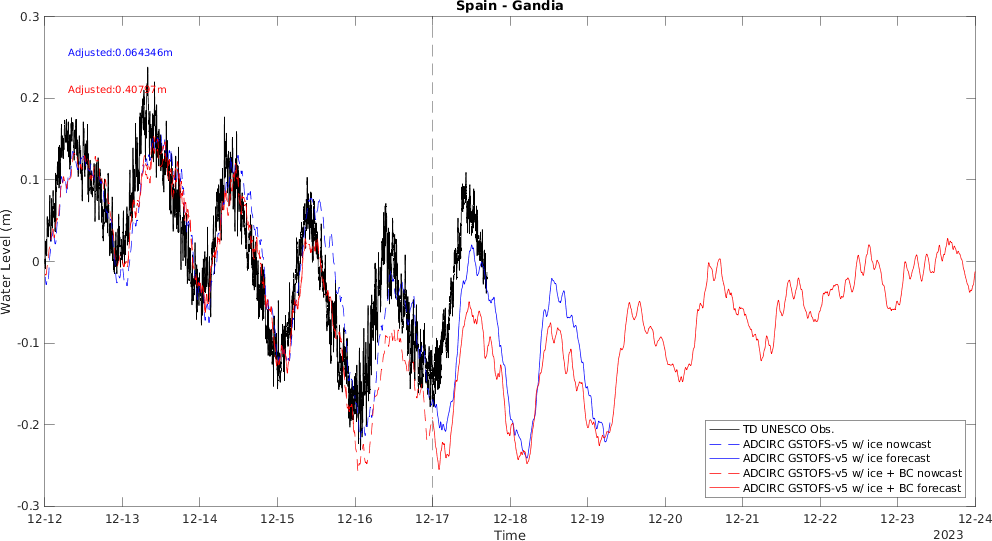 Spain - Gandia
0.3
0.2
0.1
0
-0.1
-0.2
-0.3
Water Level (m)
Adjusted:0.064346m
Adjusted:0.40797m
TD UNESCO Obs.
ADCIRC GSTOFS-v5 w/ ice nowcast
ADCIRC GSTOFS-v5 w/ ice forecast
ADCIRC GSTOFS-v5 w/ ice + BC nowcast
ADCIRC GSTOFS-v5 w/ ice + BC forecast
12-12 12-13 12-14 12-15 12-16 12-17 12-18 12-19 12-20 12-21 12-22 12-23 12-24
Time
2023